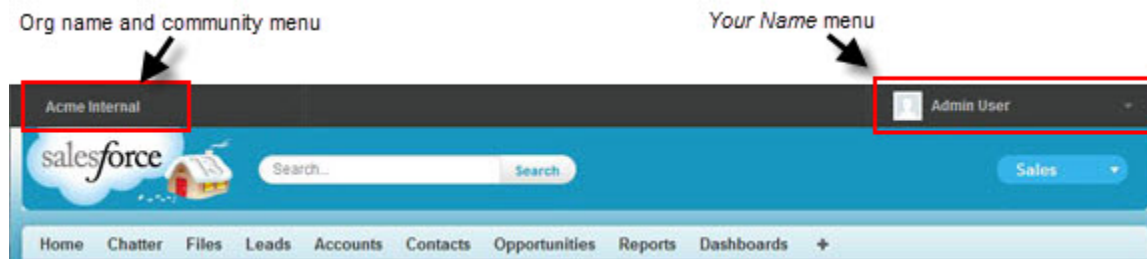 Org name and community menu
Your Name menu
Acme Internal
Admin User
salesforce
Search...
Search
Sales
Home Chatter Files Leads Accounts Contacts Opportunities Reports Dashboards +